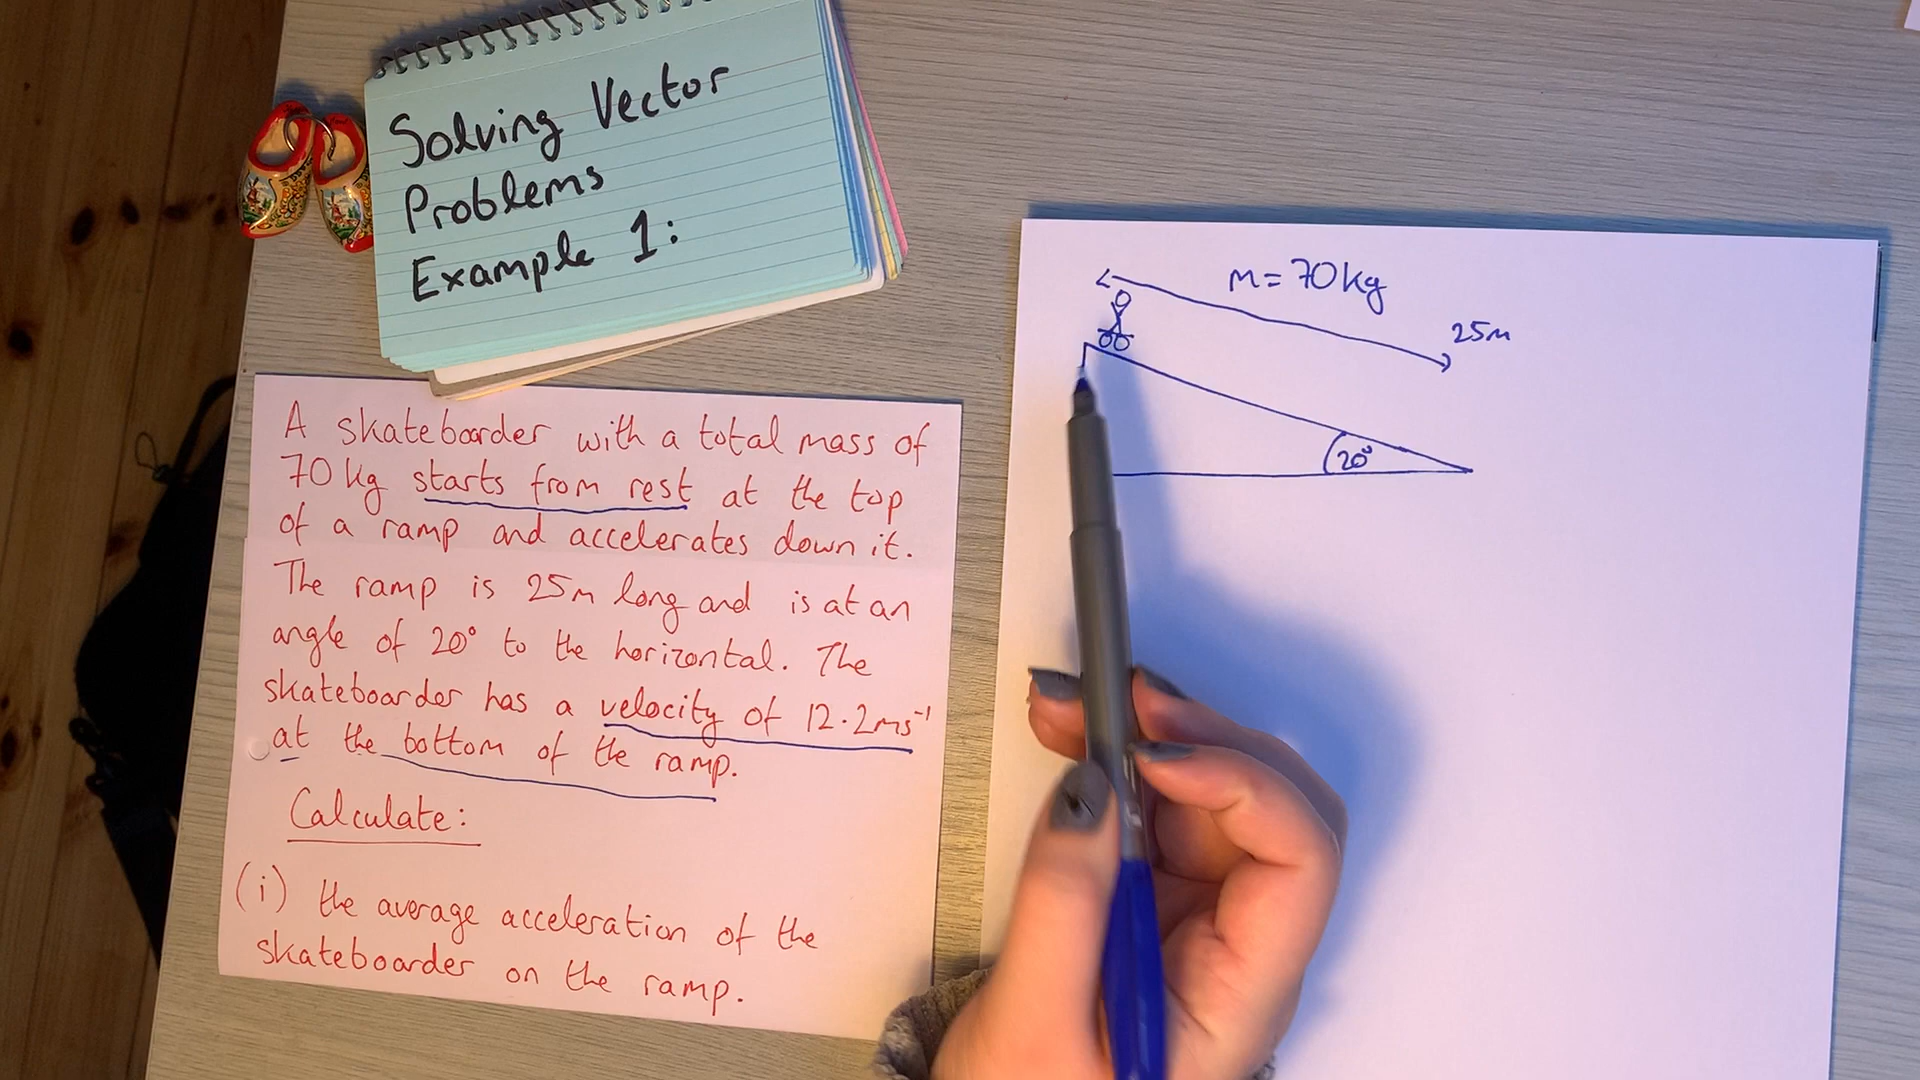 Solving Vector
Problems
Example 1:
A skateboarder with a total mass of
70kg starts from rest at the top
of a ramp and accelerates down it.
The ramp is 25m long and is at an
angle of 20° to the horizontal. The
skateboarder has a velocity of 12.2ms⁻¹
at the bottom of the ramp.
Calculate:
(i) the average acceleration of the
skateboarder on the ramp.
m = 70kg
25m
20°